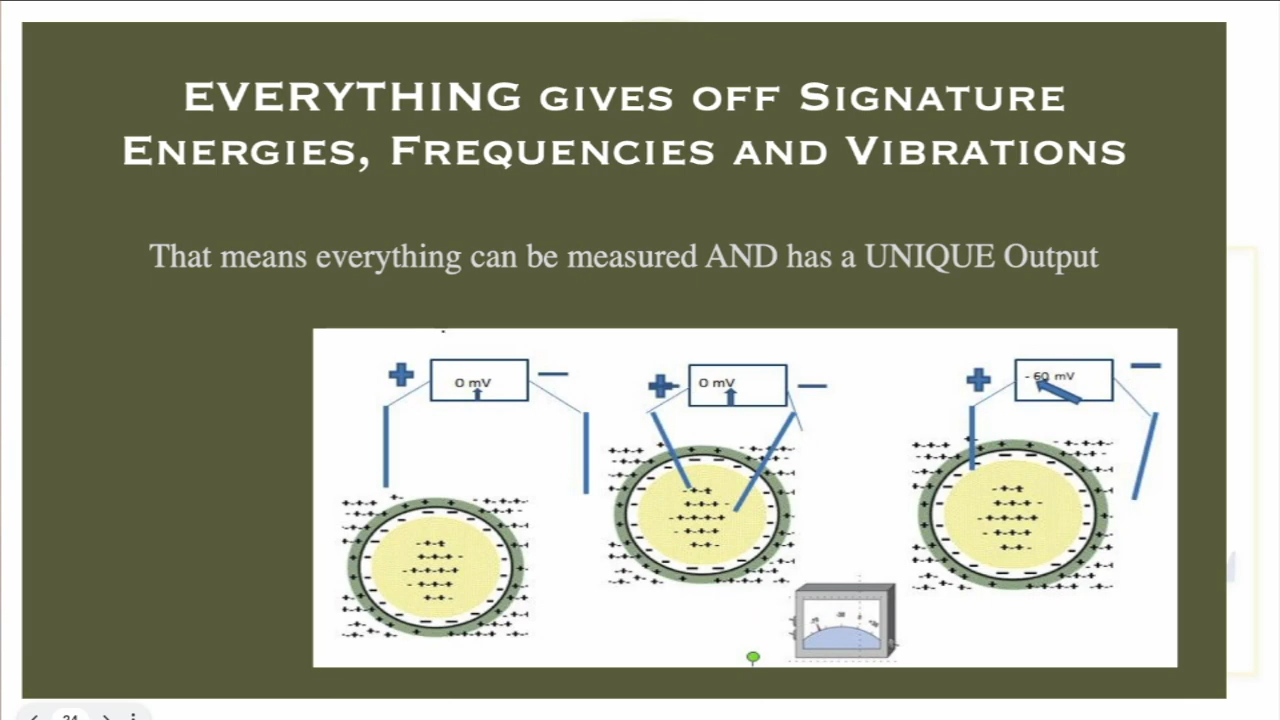 EVERYTHING GIVES OFF SIGNATURE
ENERGIES, FREQUENCIES AND VIBRATIONS
That means everything can be measured AND has a UNIQUE Output
0 mV
0 mV
- 60 mV
24